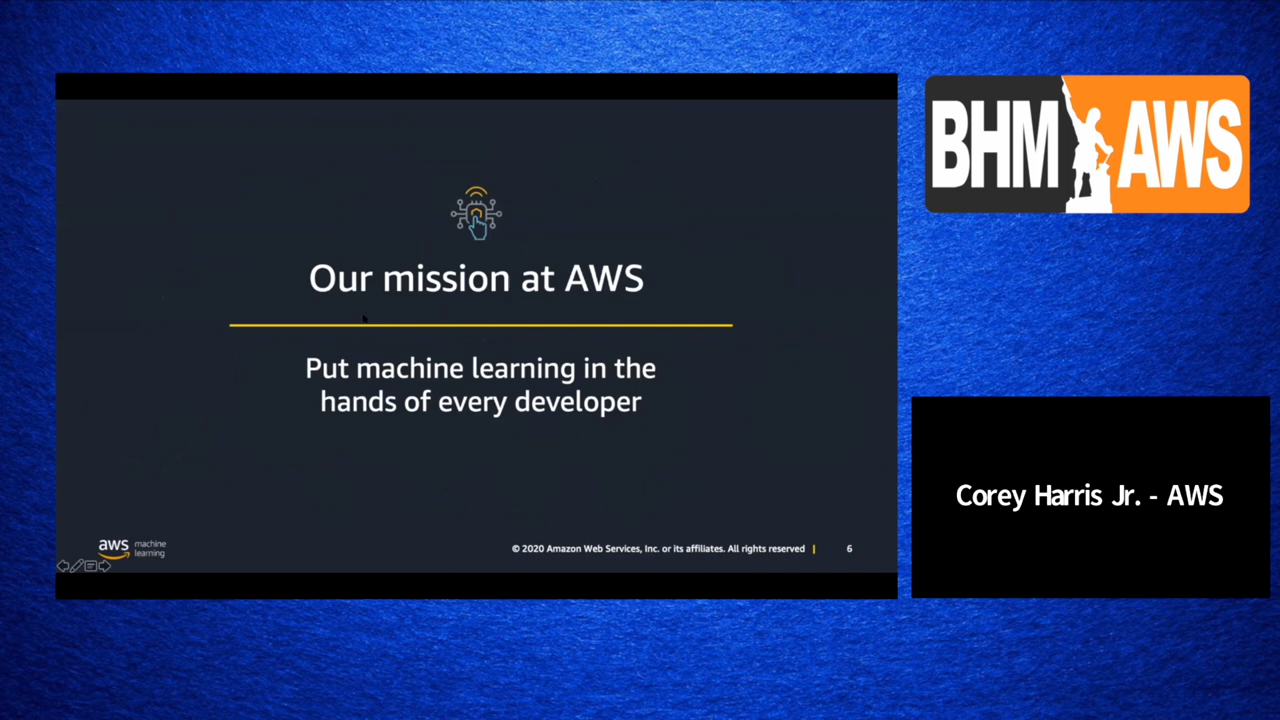 Our mission at AWS
Put machine learning in the
hands of every developer
aws machine
learning
© 2020 Amazon Web Services, Inc. or its affiliates. All rights reserved | 6
BHM AWS
Corey Harris Jr. - AWS